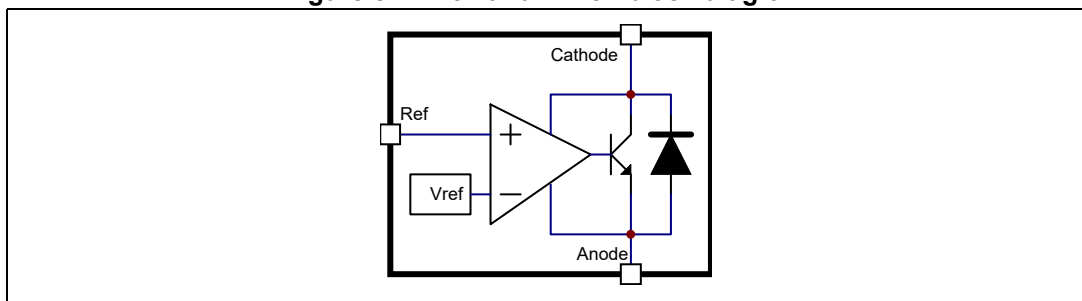 Cathode
Ref
+
Vref
−
Anode